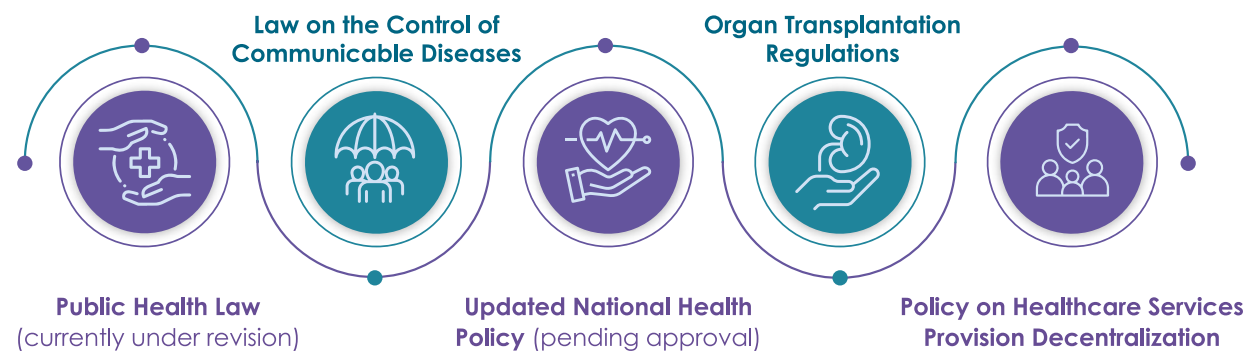 Law on the Control of
Communicable Diseases
Organ Transplantation
Regulations
Public Health Law
(currently under revision)
Updated National Health
Policy (pending approval)
Policy on Healthcare Services
Provision Decentralization